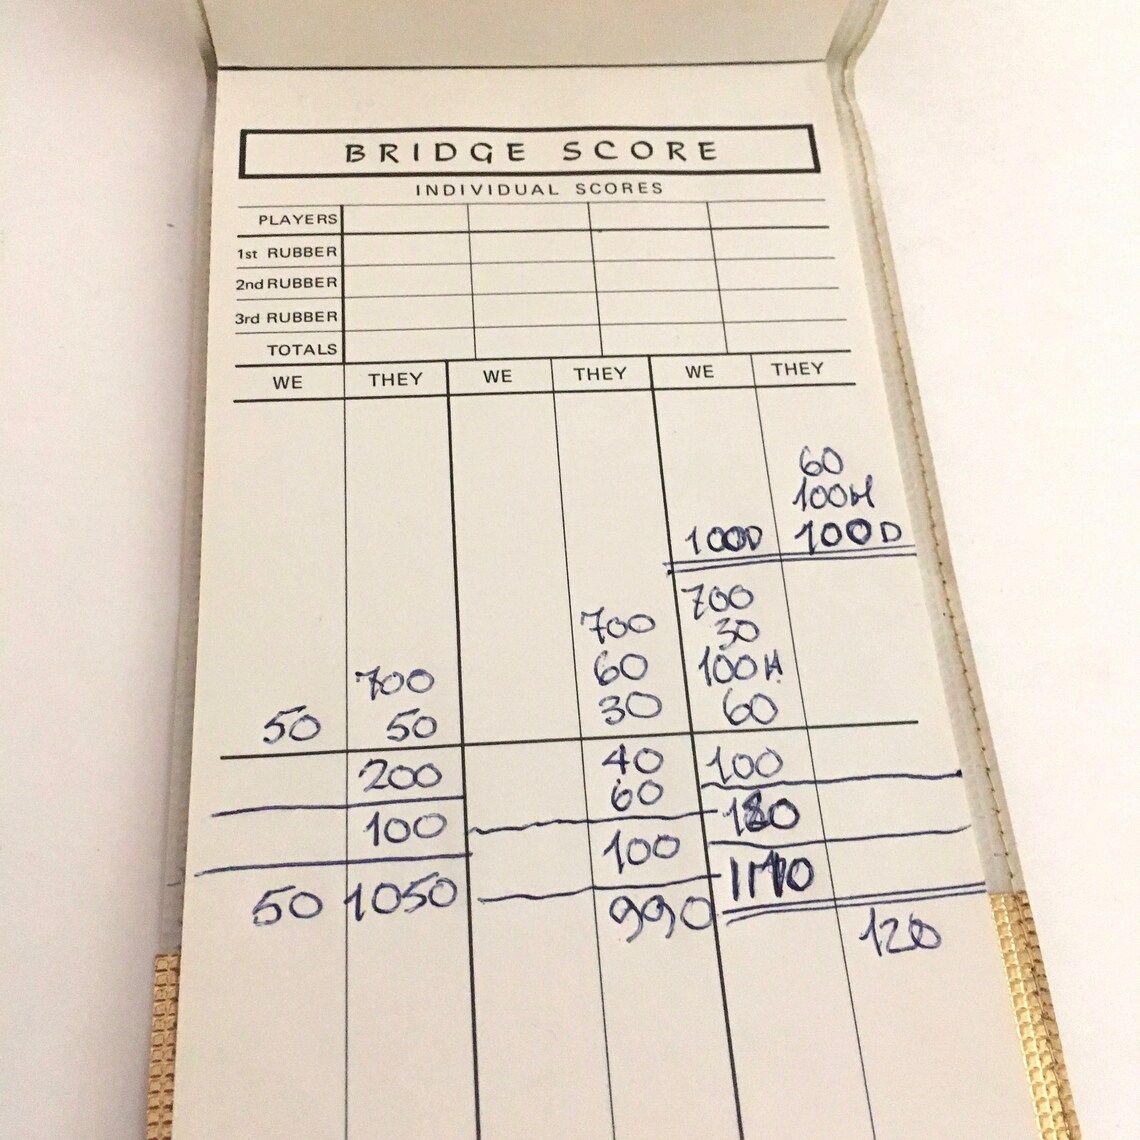 BRIDGE SCORE
INDIVIDUAL SCORES
PLAYERS
1st RUBBER
2nd RUBBER
3rd RUBBER
TOTALS
WE THEY WE THEY WE THEY
60
100H
100D 100D
700
700 30
700 60 100H
50 50 30 60
200 40 100
60
100 100 180
50 1050 990
120